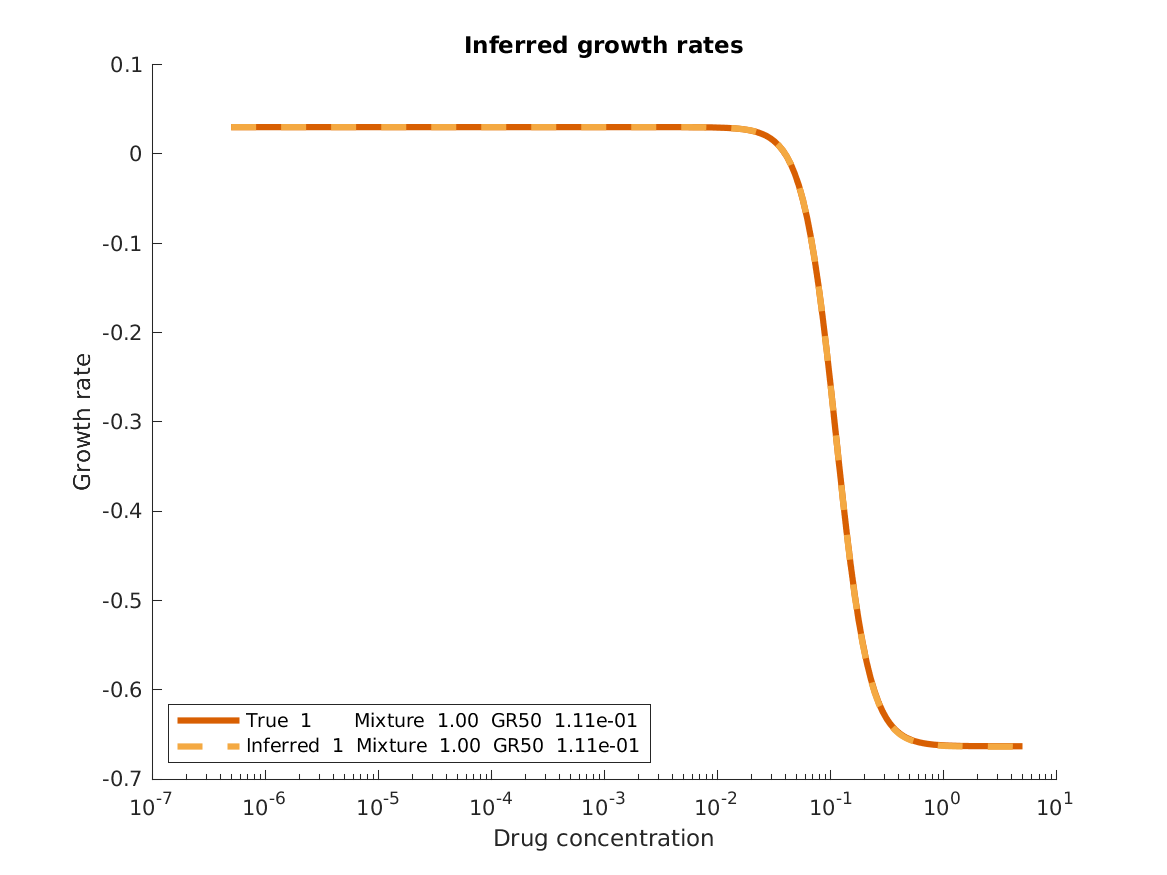 Inferred growth rates
0.1
0
-0.1
-0.2
-0.3
-0.4
-0.5
-0.6
-0.7
Growth rate
True 1 Mixture 1.00 GR50 1.11e-01
Inferred 1 Mixture 1.00 GR50 1.11e-01
10^-7 10^-6 10^-5 10^-4 10^-3 10^-2 10^-1 10^0 10^1
Drug concentration